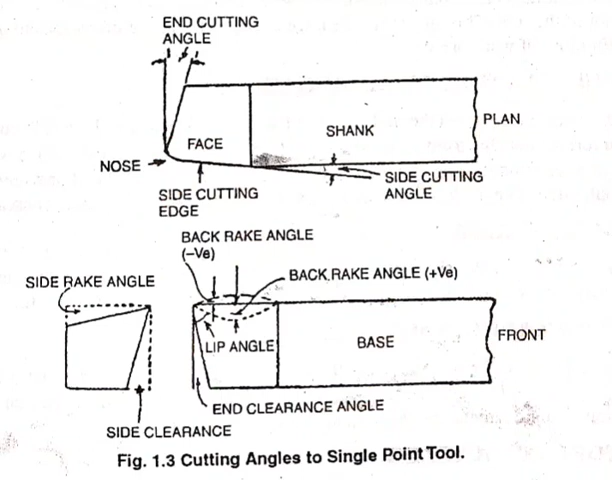 END CUTTING
ANGLE
FACE
SHANK
PLAN
NOSE
SIDE CUTTING
EDGE
SIDE CUTTING
ANGLE
BACK RAKE ANGLE
(–Ve)
SIDE RAKE ANGLE
BACK RAKE ANGLE (+Ve)
LIP ANGLE
BASE
FRONT
END CLEARANCE ANGLE
SIDE CLEARANCE
Fig. 1.3 Cutting Angles to Single Point Tool.